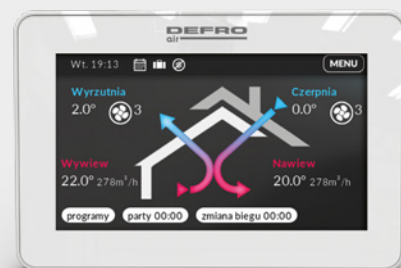 DEFRO
air
Wt. 19:13 MENU
Wyrzutnia Czerpnia
2.0° 3 0.0° 3
Wywiew Nawiew
22.0° 278m³/h 20.0° 278m³/h
programy party 00:00 zmiana biegu 00:00